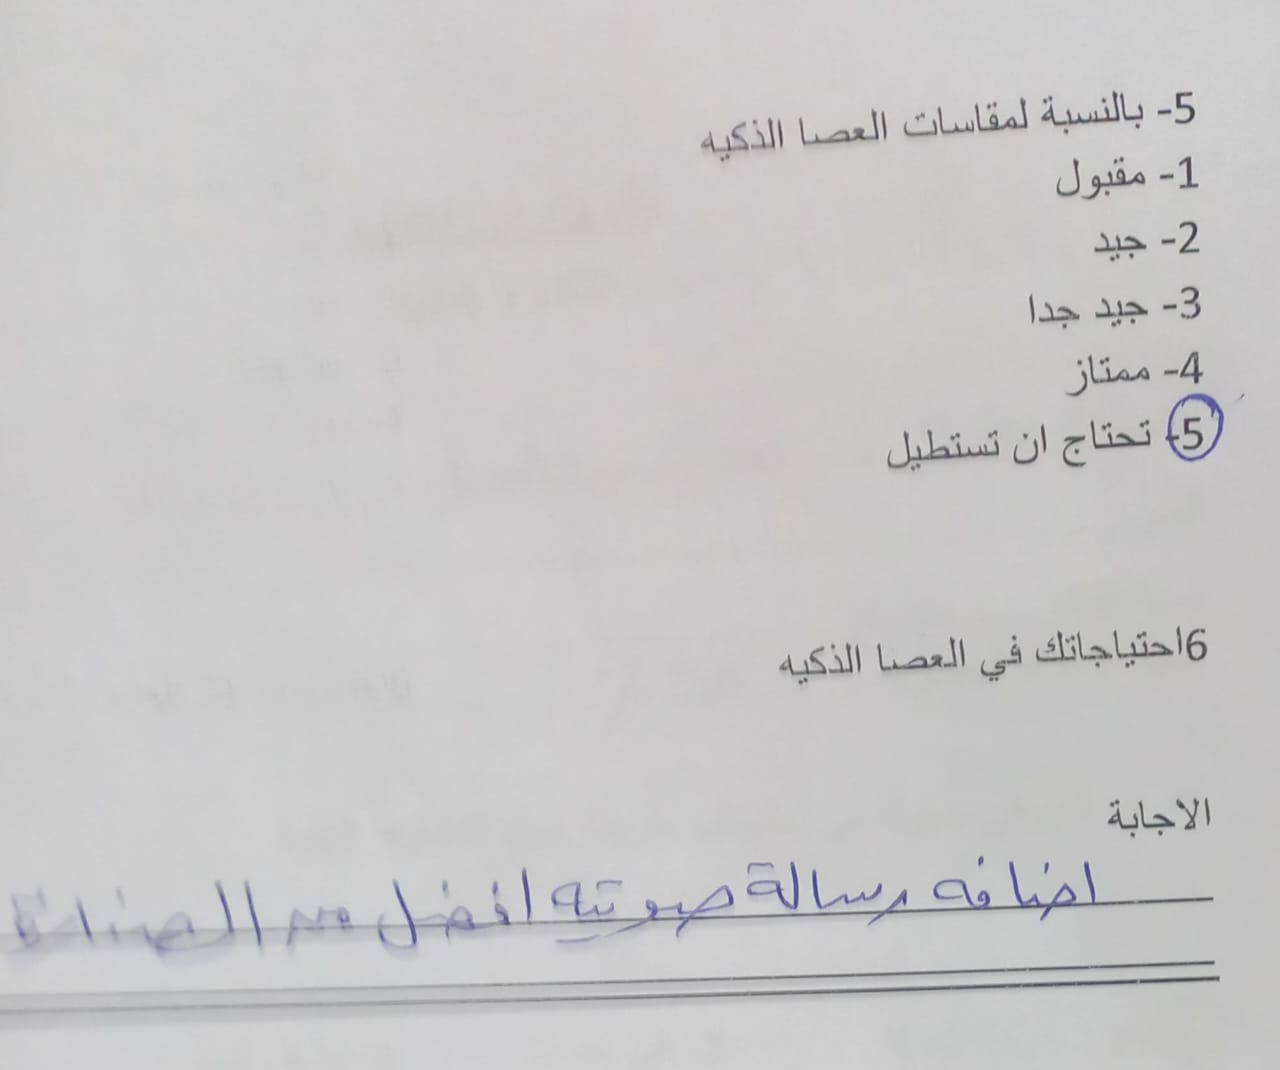 5- بالنسبة لمقاسات العصا الذكيه
1- مقبول
2- جيد
3- جيد جدا
4- ممتاز
5- تحتاج ان تستطيل
6احتياجاتك في العصا الذكيه
الاجابة
اضافه رسالة صوتيه افضل من